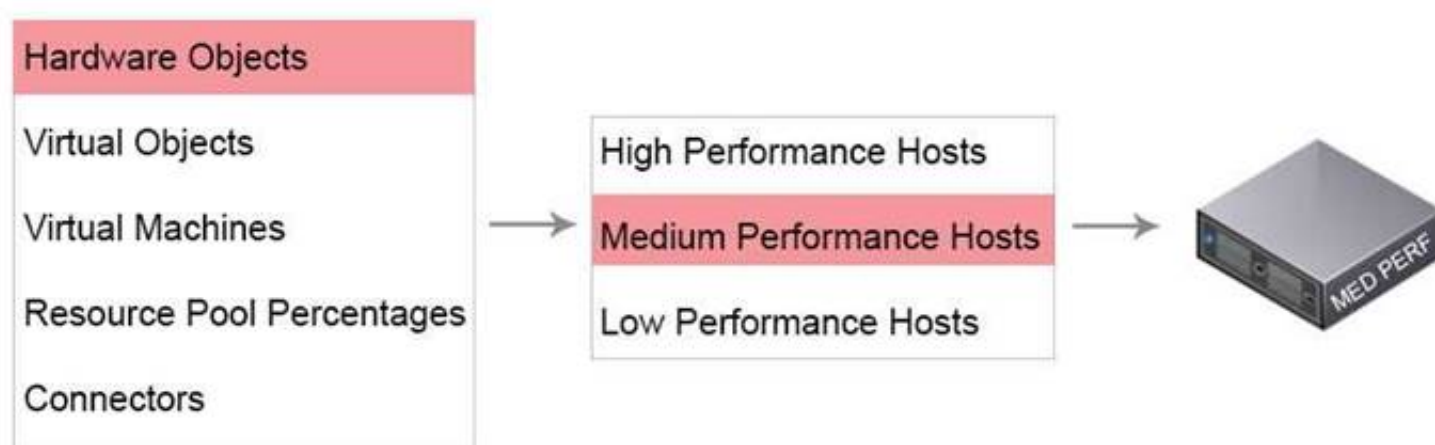 Hardware Objects
Virtual Objects
Virtual Machines
Resource Pool Percentages
Connectors
High Performance Hosts
Medium Performance Hosts
Low Performance Hosts
MED PERF